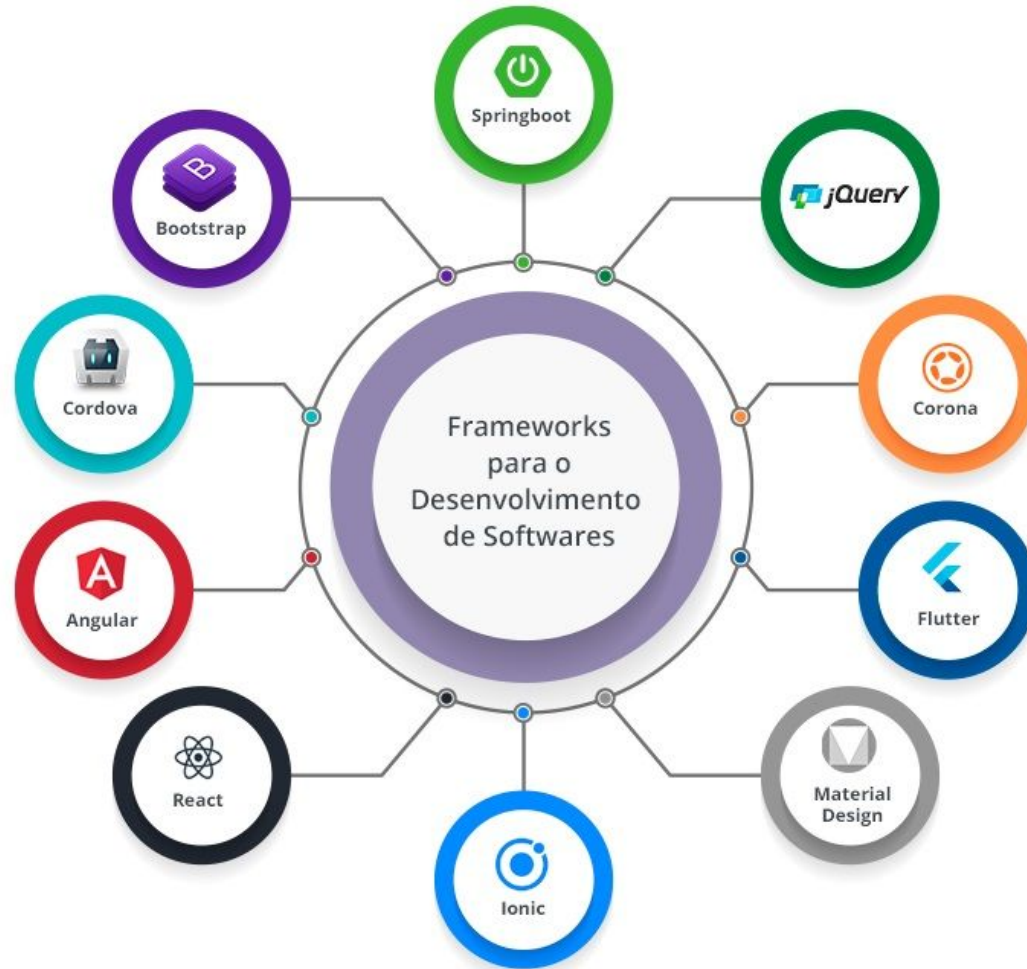 Springboot
Bootstrap
jQuery
Cordova
Corona
Frameworks
para o
Desenvolvimento
de Softwares
Angular
Flutter
React
Material
Design
Ionic